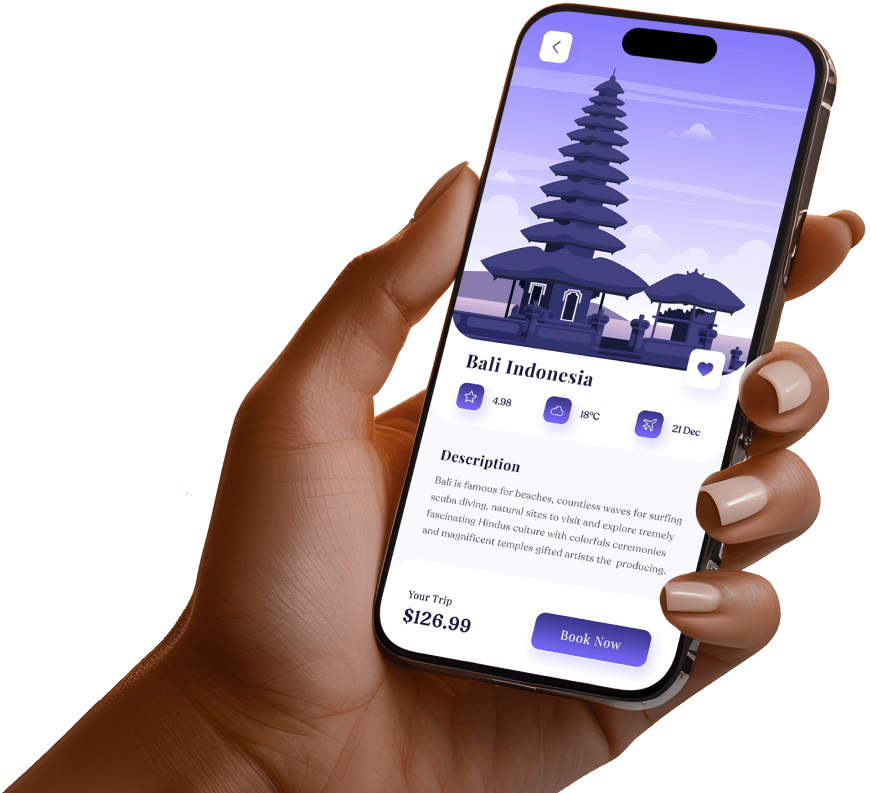 Bali Indonesia
4.98
18°C
21 Dec
Description
Bali is famous for beaches, countless waves for surfing
scuba diving, natural sites to visit and explore tremely
fascinating Hindus culture with colorfuls ceremonies
and magnificent temples gifted artists the producing.
Your Trip
$126.99
Book Now